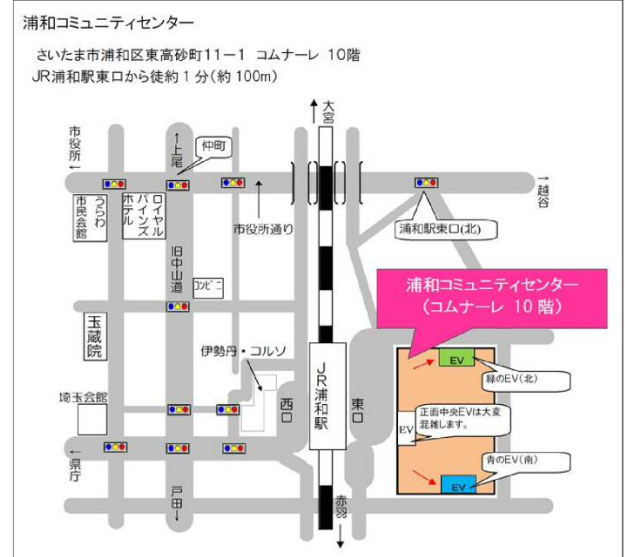 浦和コミュニティセンター
さいたま市浦和区東高砂町11−1 コムナーレ 10階
JR浦和駅東口から徒約1分(約100m)
↑大宮
市役所↓
←上尾
仲町
→越谷
うらわ
市民会館
ロイヤル
パインズ
ホテル
市役所通り
浦和駅東口(北)
旧中山道
コンビニ
浦和コミュニティセンター
(コムナーレ 10階)
玉蔵院
伊勢丹・コルソ
JR浦和駅
EV
緑のEV(北)
埼玉会館
西口
東口
EV
正面中央EVは大変
混雑します。
青のEV(南)
EV
←県庁
戸田→
赤羽